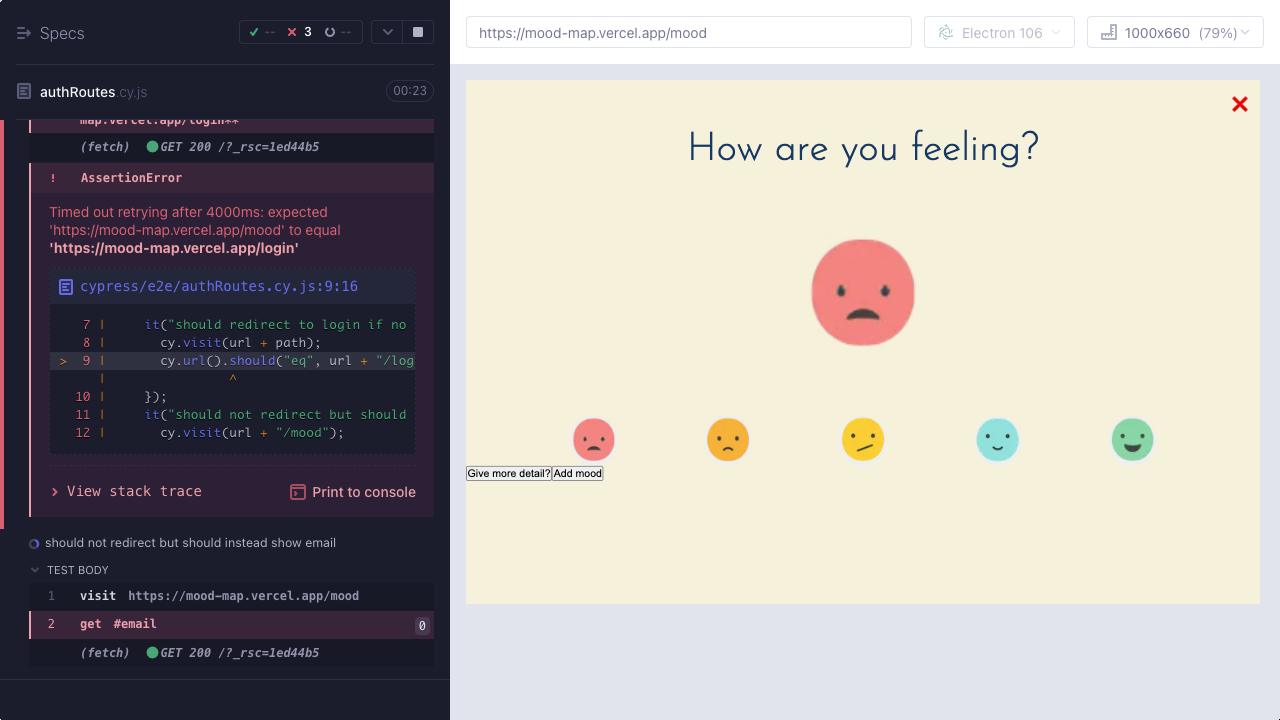 Specs
-- 3 --
authRoutes.cy.js 00:23
map.vercel.app/login**
(fetch) GET 200 /?_rsc=1ed44b5
! AssertionError
Timed out retrying after 4000ms: expected
'https://mood-map.vercel.app/mood' to equal
'https://mood-map.vercel.app/login'
cypress/e2e/authRoutes.cy.js:9:16
7 | it("should redirect to login if no
8 | cy.visit(url + path);
> 9 | cy.url().should("eq", url + "/log
| ^
10 | });
11 | it("should not redirect but should
12 | cy.visit(url + "/mood");
View stack trace
Print to console
should not redirect but should instead show email
TEST BODY
1 visit https://mood-map.vercel.app/mood
2 get #email 0
(fetch) GET 200 /?_rsc=1ed44b5
https://mood-map.vercel.app/mood
Electron 106
1000x660 (79%)
How are you feeling?
Give more detail? Add mood